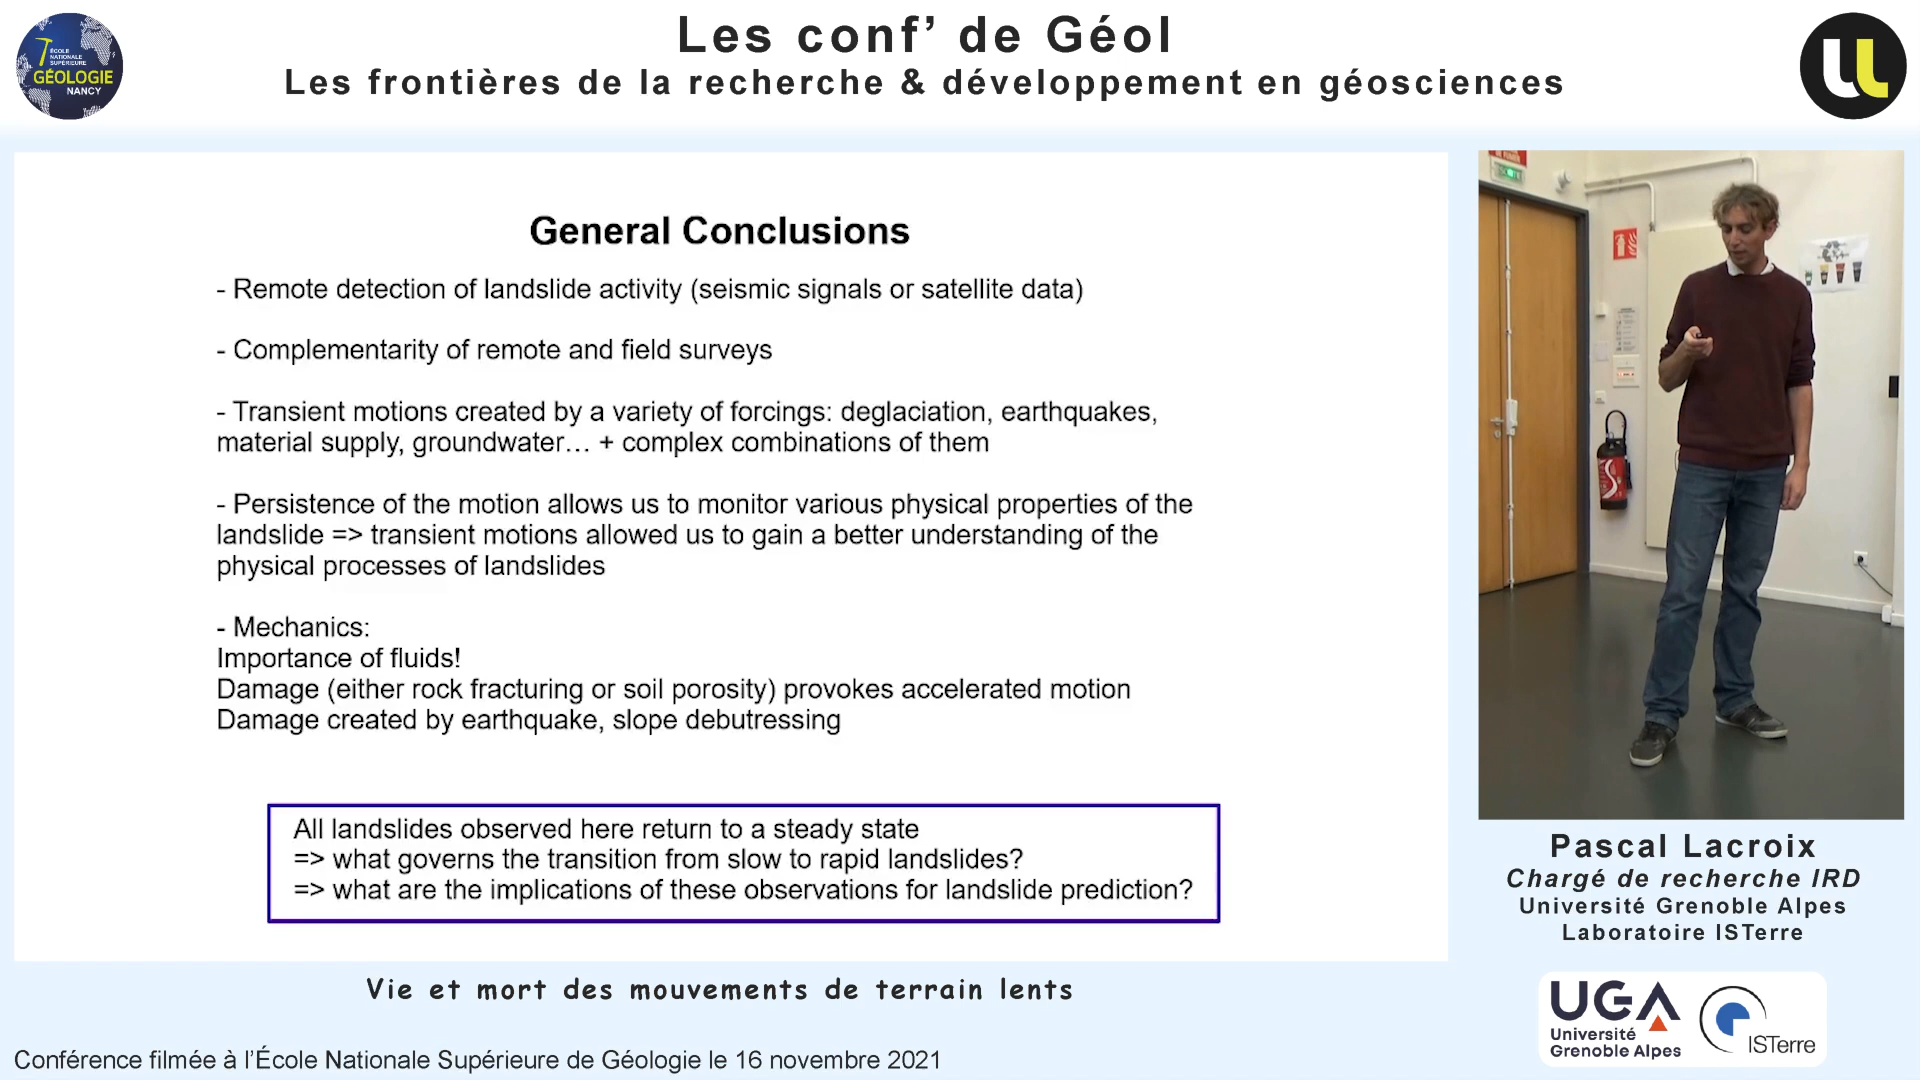 Les conf’ de Géol
Les frontières de la recherche & développement en géosciences
ÉCOLE
NATIONALE
SUPÉRIEURE
GÉOLOGIE
NANCY
General Conclusions
- Remote detection of landslide activity (seismic signals or satellite data)
- Complementarity of remote and field surveys
- Transient motions created by a variety of forcings: deglaciation, earthquakes,
material supply, groundwater… + complex combinations of them
- Persistence of the motion allows us to monitor various physical properties of the
landslide => transient motions allowed us to gain a better understanding of the
physical processes of landslides
- Mechanics:
Importance of fluids!
Damage (either rock fracturing or soil porosity) provokes accelerated motion
Damage created by earthquake, slope debutressing
All landslides observed here return to a steady state
=> what governs the transition from slow to rapid landslides?
=> what are the implications of these observations for landslide prediction?
Vie et mort des mouvements de terrain lents
Conférence filmée à l’École Nationale Supérieure de Géologie le 16 novembre 2021
Pascal Lacroix
Chargé de recherche IRD
Université Grenoble Alpes
Laboratoire ISTerre
UGA
Université
Grenoble Alpes
ISTerre